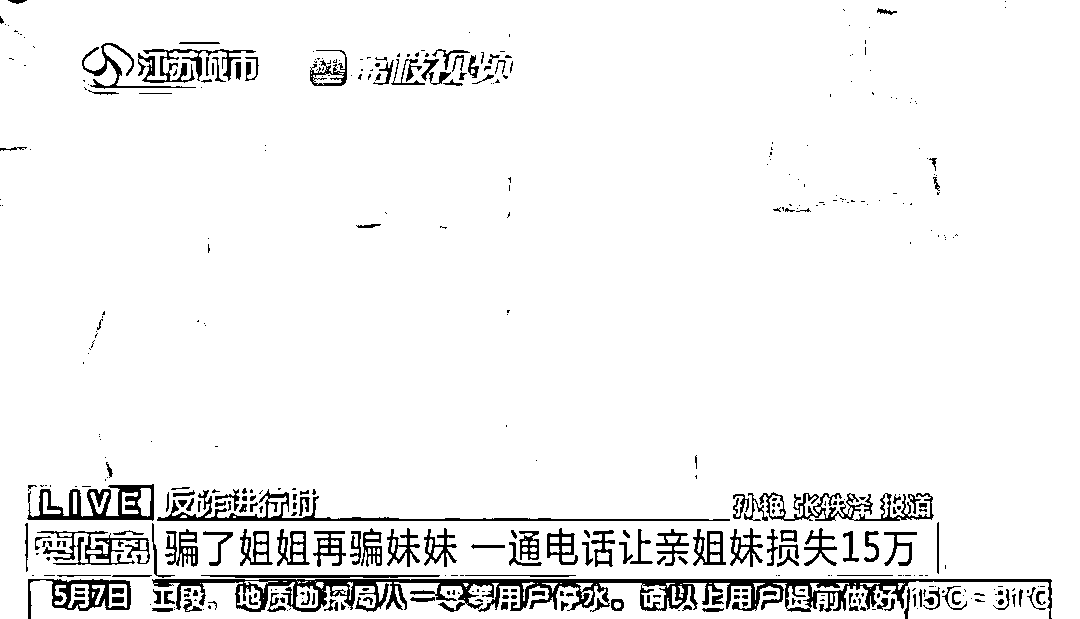 江苏城市 荔枝视频
LIVE 反诈进行时 孙艳 张轶泽 报道
零距离 骗了姐姐再骗妹妹 一通电话让亲姐妹损失15万
5月7日 工段、地质勘探局八一零等用户停水。请以上用户提前做好 15℃-31℃